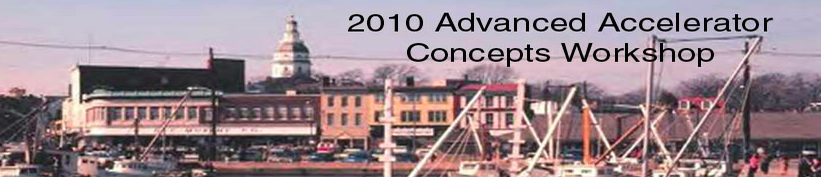 2010 Advanced Accelerator
Concepts Workshop